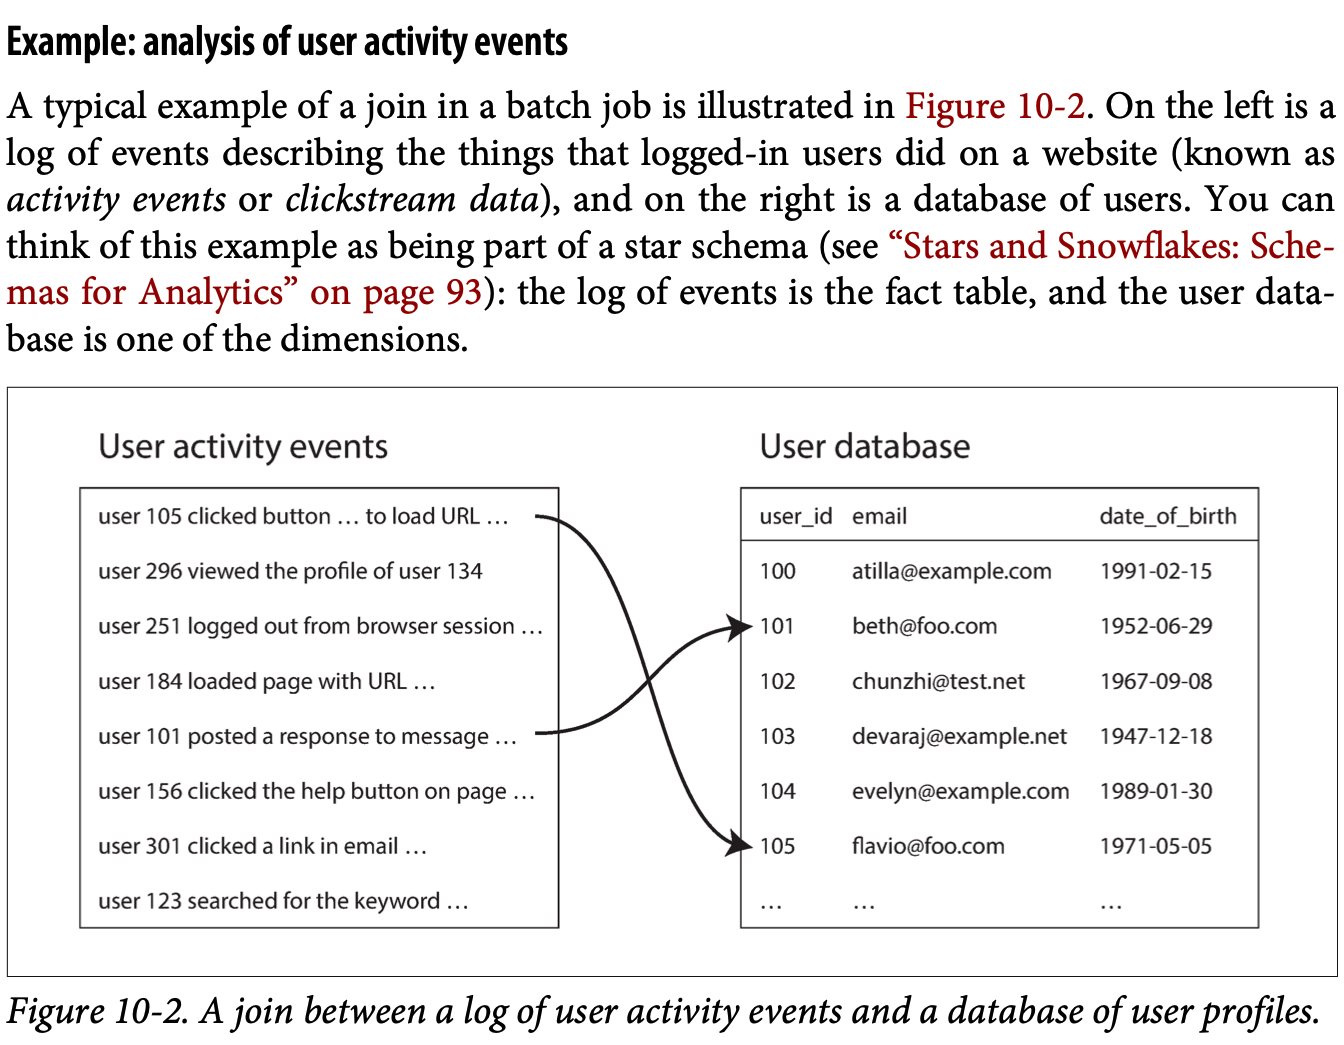 Example: analysis of user activity events
A typical example of a join in a batch job is illustrated in Figure 10-2. On the left is a
log of events describing the things that logged-in users did on a website (known as
activity events or clickstream data), and on the right is a database of users. You can
think of this example as being part of a star schema (see “Stars and Snowflakes: Sche-
mas for Analytics” on page 93): the log of events is the fact table, and the user data-
base is one of the dimensions.
User activity events
user 105 clicked button … to load URL …
user 296 viewed the profile of user 134
user 251 logged out from browser session …
user 184 loaded page with URL …
user 101 posted a response to message …
user 156 clicked the help button on page …
user 301 clicked a link in email …
user 123 searched for the keyword …
User database
user_id email date_of_birth
100 atilla@example.com 1991-02-15
101 beth@foo.com 1952-06-29
102 chunzhi@test.net 1967-09-08
103 devaraj@example.net 1947-12-18
104 evelyn@example.com 1989-01-30
105 flavio@foo.com 1971-05-05
… … …
Figure 10-2. A join between a log of user activity events and a database of user profiles.